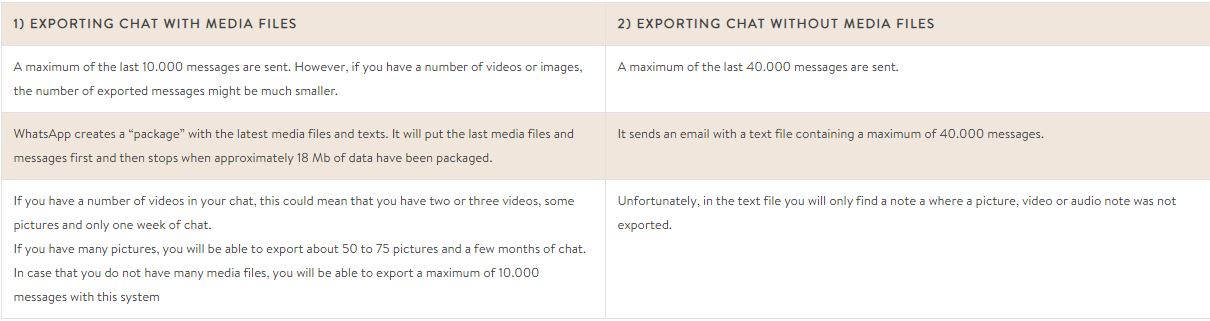 1) EXPORTING CHAT WITH MEDIA FILES
2) EXPORTING CHAT WITHOUT MEDIA FILES
A maximum of the last 10.000 messages are sent. However, if you have a number of videos or images,
the number of exported messages might be much smaller.
A maximum of the last 40.000 messages are sent.
WhatsApp creates a “package” with the latest media files and texts. It will put the last media files and
messages first and then stops when approximately 18 Mb of data have been packaged.
It sends an email with a text file containing a maximum of 40.000 messages.
If you have a number of videos in your chat, this could mean that you have two or three videos, some
pictures and only one week of chat.
If you have many pictures, you will be able to export about 50 to 75 pictures and a few months of chat.
In case that you do not have many media files, you will be able to export a maximum of 10.000
messages with this system
Unfortunately, in the text file you will only find a note a where a picture, video or audio note was not
exported.